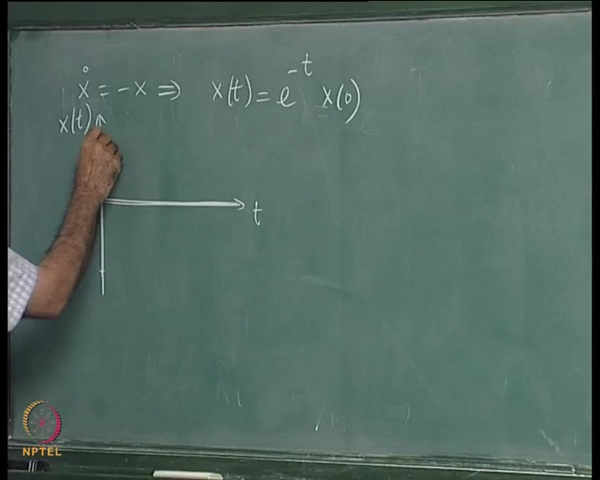 ẋ = -x ⇒ x(t) = e^{-t} x(0)
x(t)
t
NPTEL